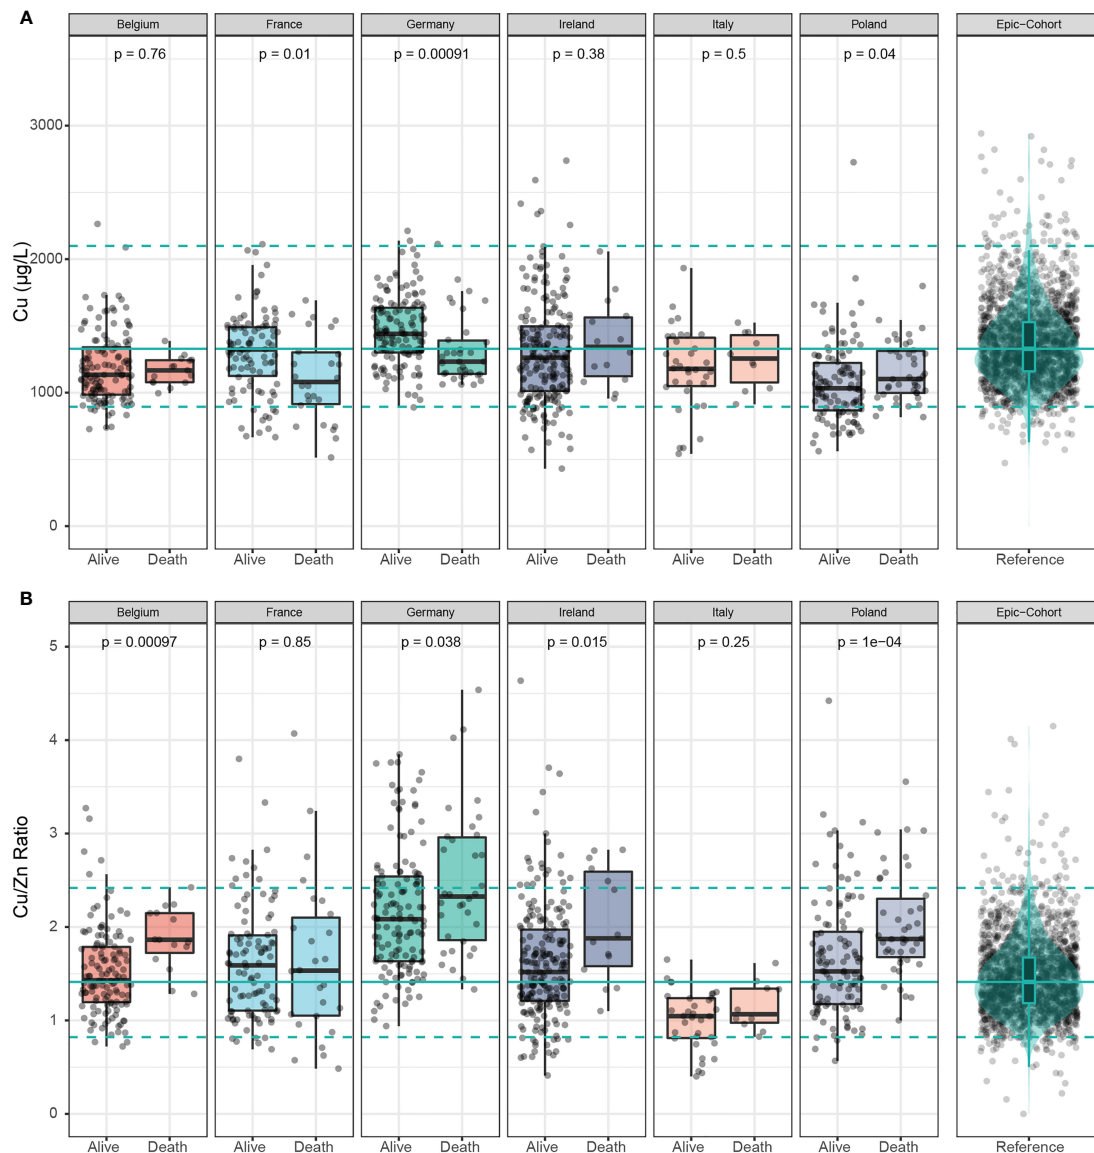 A
Belgium France Germany Ireland Italy Poland Epic−Cohort
p = 0.76 p = 0.01 p = 0.00091 p = 0.38 p = 0.5 p = 0.04
3000
2000
1000
0
Cu (µg/L)
Alive Death Alive Death Alive Death Alive Death Alive Death Alive Death Reference
B
Belgium France Germany Ireland Italy Poland Epic−Cohort
p = 0.00097 p = 0.85 p = 0.038 p = 0.015 p = 0.25 p = 1e−04
5
4
3
2
1
0
Cu/Zn Ratio
Alive Death Alive Death Alive Death Alive Death Alive Death Alive Death Reference